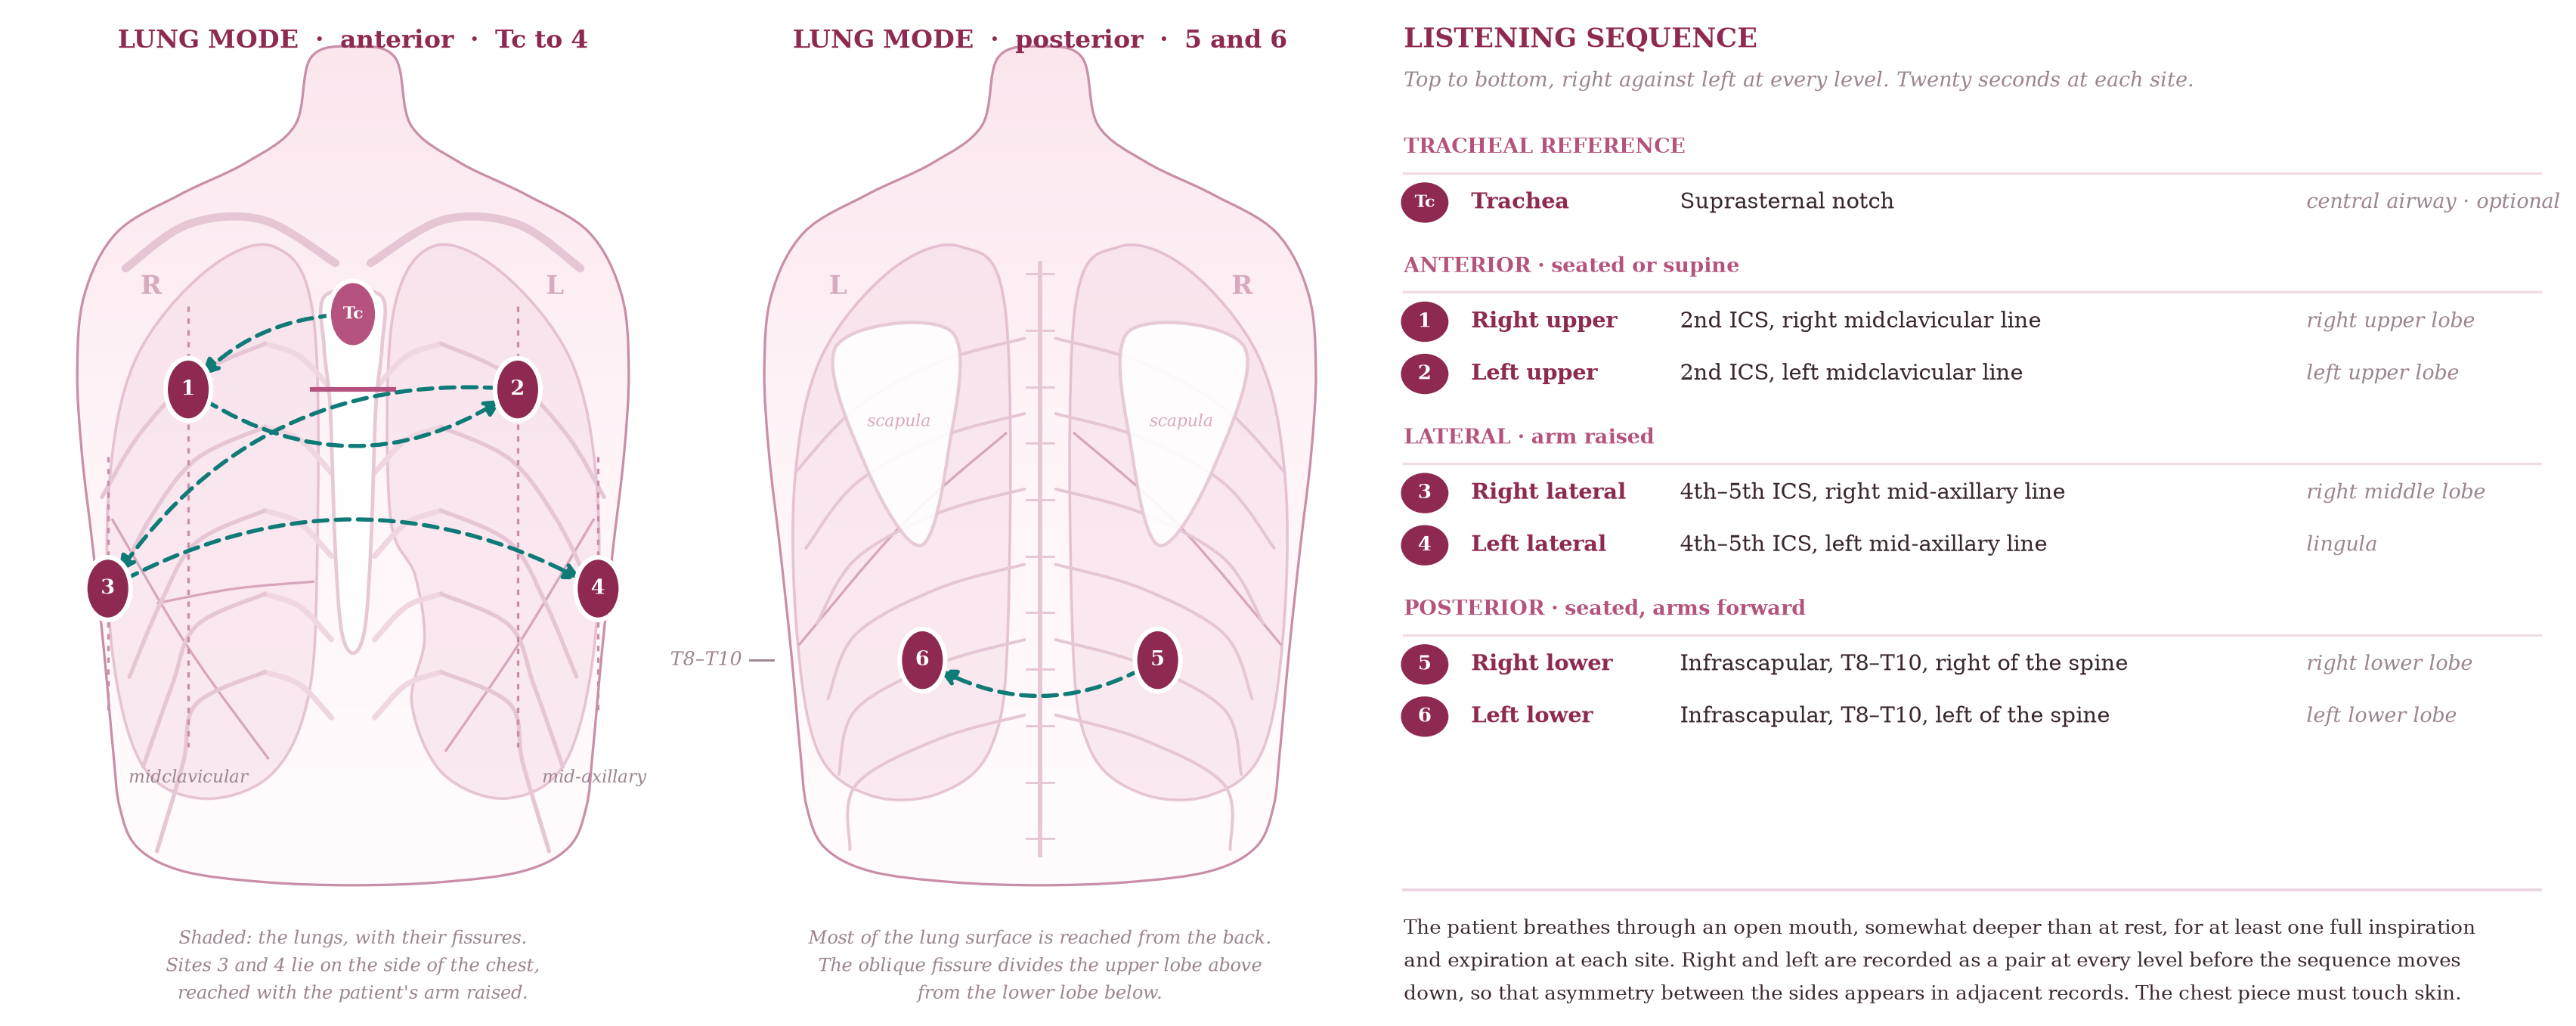 LUNG MODE · anterior · Tc to 4
R
L
Tc
1
2
3
4
midclavicular
mid-axillary
Shaded: the lungs, with their fissures.
Sites 3 and 4 lie on the side of the chest,
reached with the patient's arm raised.
LUNG MODE · posterior · 5 and 6
L
R
scapula
scapula
T8–T10
6
5
Most of the lung surface is reached from the back.
The oblique fissure divides the upper lobe above
from the lower lobe below.
LISTENING SEQUENCE
Top to bottom, right against left at every level. Twenty seconds at each site.
TRACHEAL REFERENCE
Tc Trachea Suprasternal notch central airway · optional
ANTERIOR · seated or supine
1 Right upper 2nd ICS, right midclavicular line right upper lobe
2 Left upper 2nd ICS, left midclavicular line left upper lobe
LATERAL · arm raised
3 Right lateral 4th–5th ICS, right mid-axillary line right middle lobe
4 Left lateral 4th–5th ICS, left mid-axillary line lingula
POSTERIOR · seated, arms forward
5 Right lower Infrascapular, T8–T10, right of the spine right lower lobe
6 Left lower Infrascapular, T8–T10, left of the spine left lower lobe
The patient breathes through an open mouth, somewhat deeper than at rest, for at least one full inspiration
and expiration at each site. Right and left are recorded as a pair at every level before the sequence moves
down, so that asymmetry between the sides appears in adjacent records. The chest piece must touch skin.